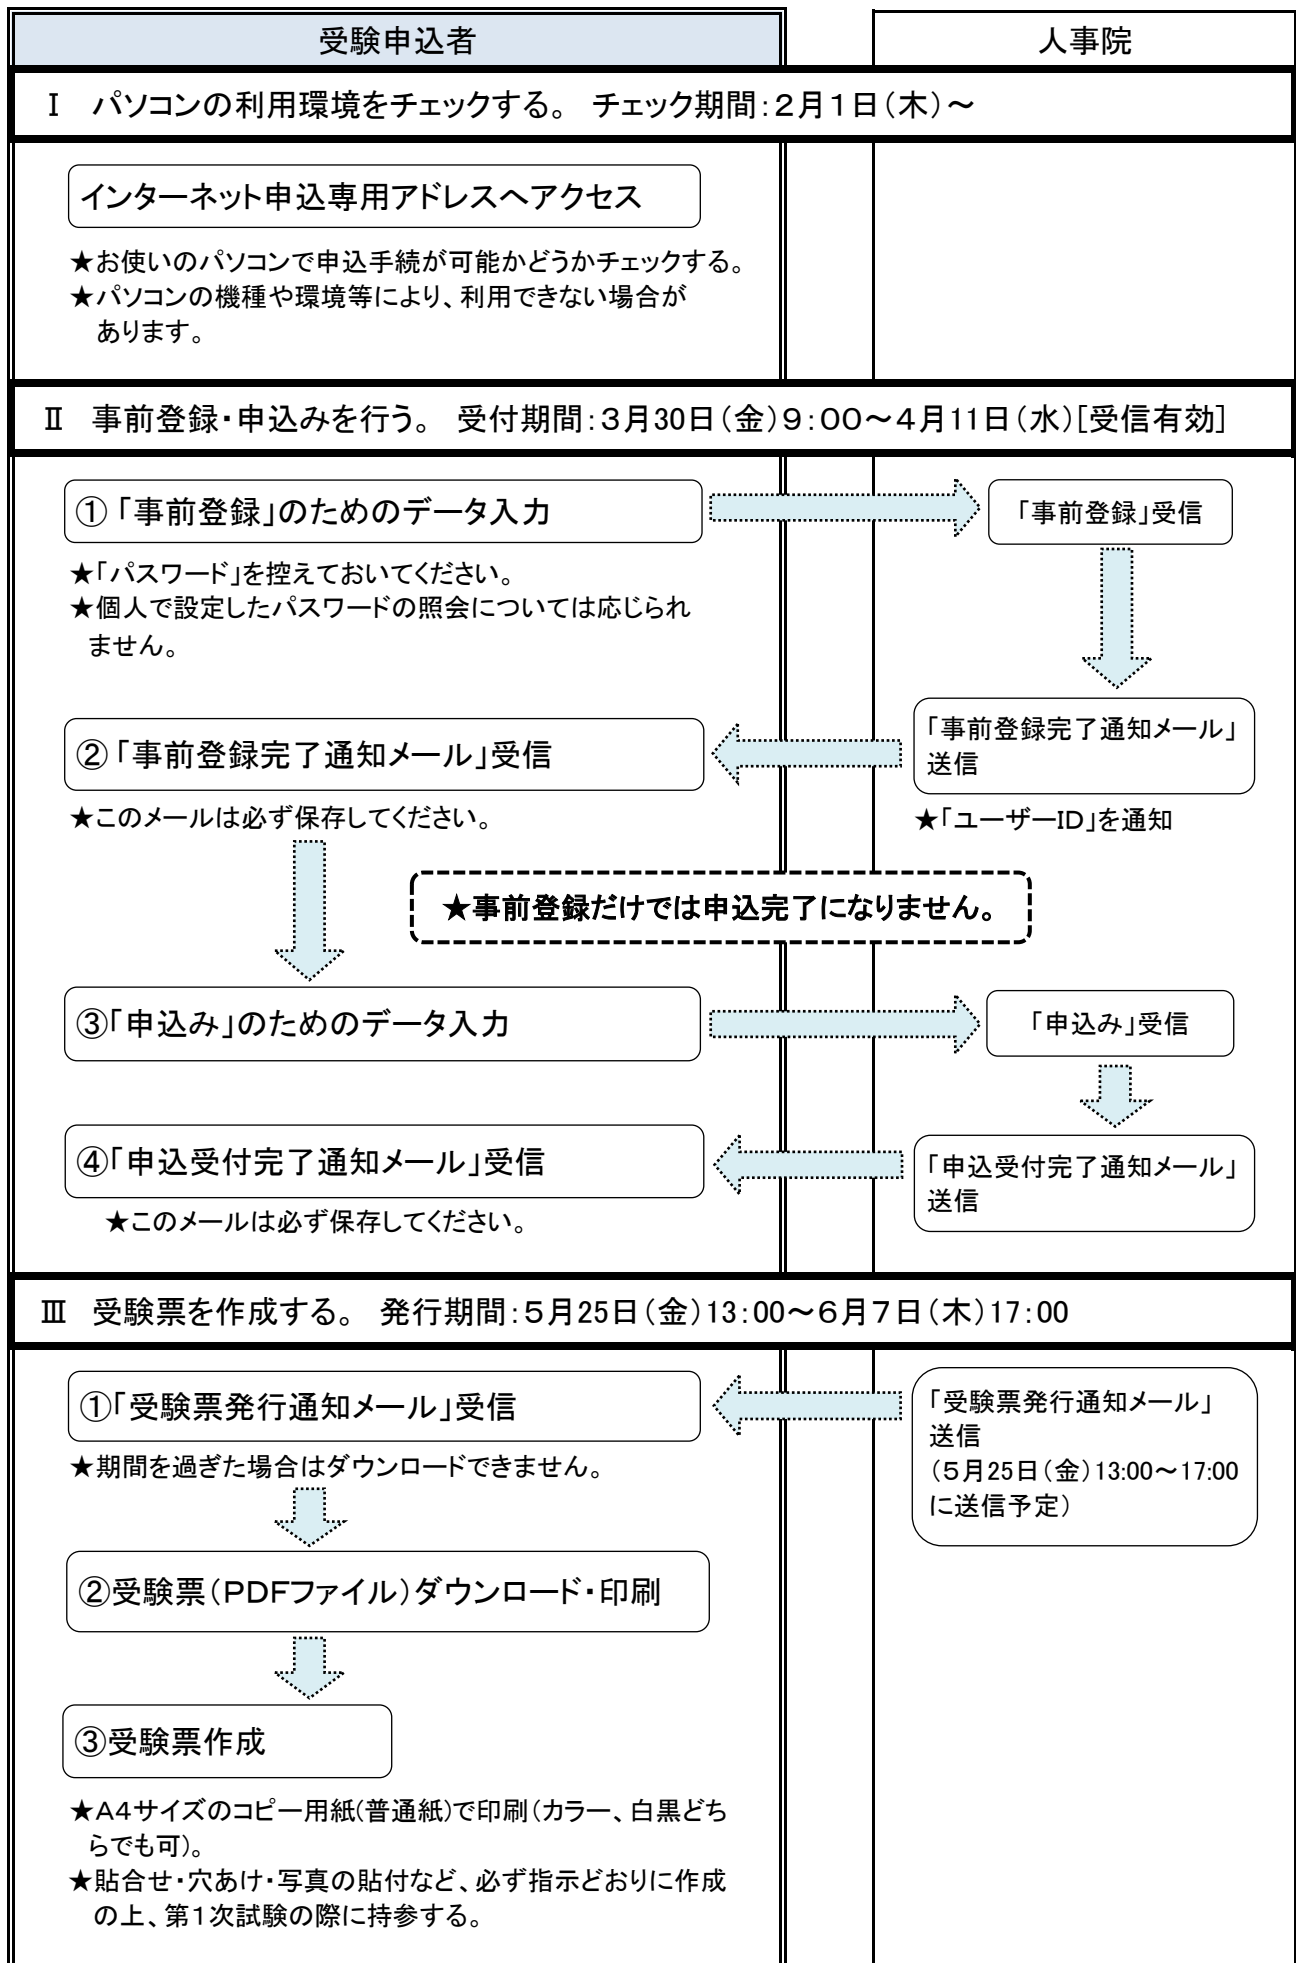 受験申込者
人事院
Ⅰ　パソコンの利用環境をチェックする。　チェック期間：２月１日（木）～
インターネット申込専用アドレスへアクセス
★お使いのパソコンで申込手続が可能かどうかチェックする。
★パソコンの機種や環境等により、利用できない場合が
あります。
Ⅱ　事前登録・申込みを行う。　受付期間：３月30日（金）９：００～４月11日（水）[受信有効]
①「事前登録」のためのデータ入力
「事前登録」受信
★「パスワード」を控えておいてください。
★個人で設定したパスワードの照会については応じられ
ません。
②「事前登録完了通知メール」受信
「事前登録完了通知メール」
送信
★このメールは必ず保存してください。
★「ユーザーID」を通知
★事前登録だけでは申込完了になりません。
③「申込み」のためのデータ入力
「申込み」受信
④「申込受付完了通知メール」受信
「申込受付完了通知メール」
送信
★このメールは必ず保存してください。
Ⅲ　受験票を作成する。　発行期間：５月25日（金）13：00～６月７日（木）17：00
①「受験票発行通知メール」受信
「受験票発行通知メール」
送信
（５月25日（金）13:00～17:00
に送信予定）
★期間を過ぎた場合はダウンロードできません。
②受験票（ＰＤＦファイル）ダウンロード・印刷
③受験票作成
★Ａ４サイズのコピー用紙(普通紙)で印刷（カラー、白黒どち
らでも可）。
★貼合せ・穴あけ・写真の貼付など、必ず指示どおりに作成
の上、第１次試験の際に持参する。